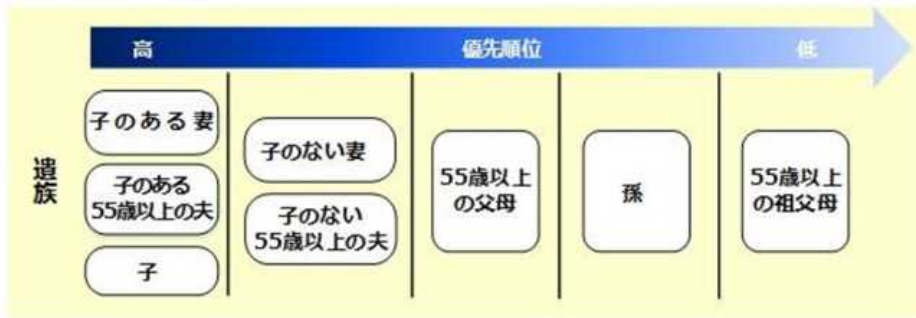 高 優先順位 低
遺族
子のある妻
子のある
55歳以上の夫
子
子のない妻
子のない
55歳以上の夫
55歳以上
の父母
孫
55歳以上
の祖父母